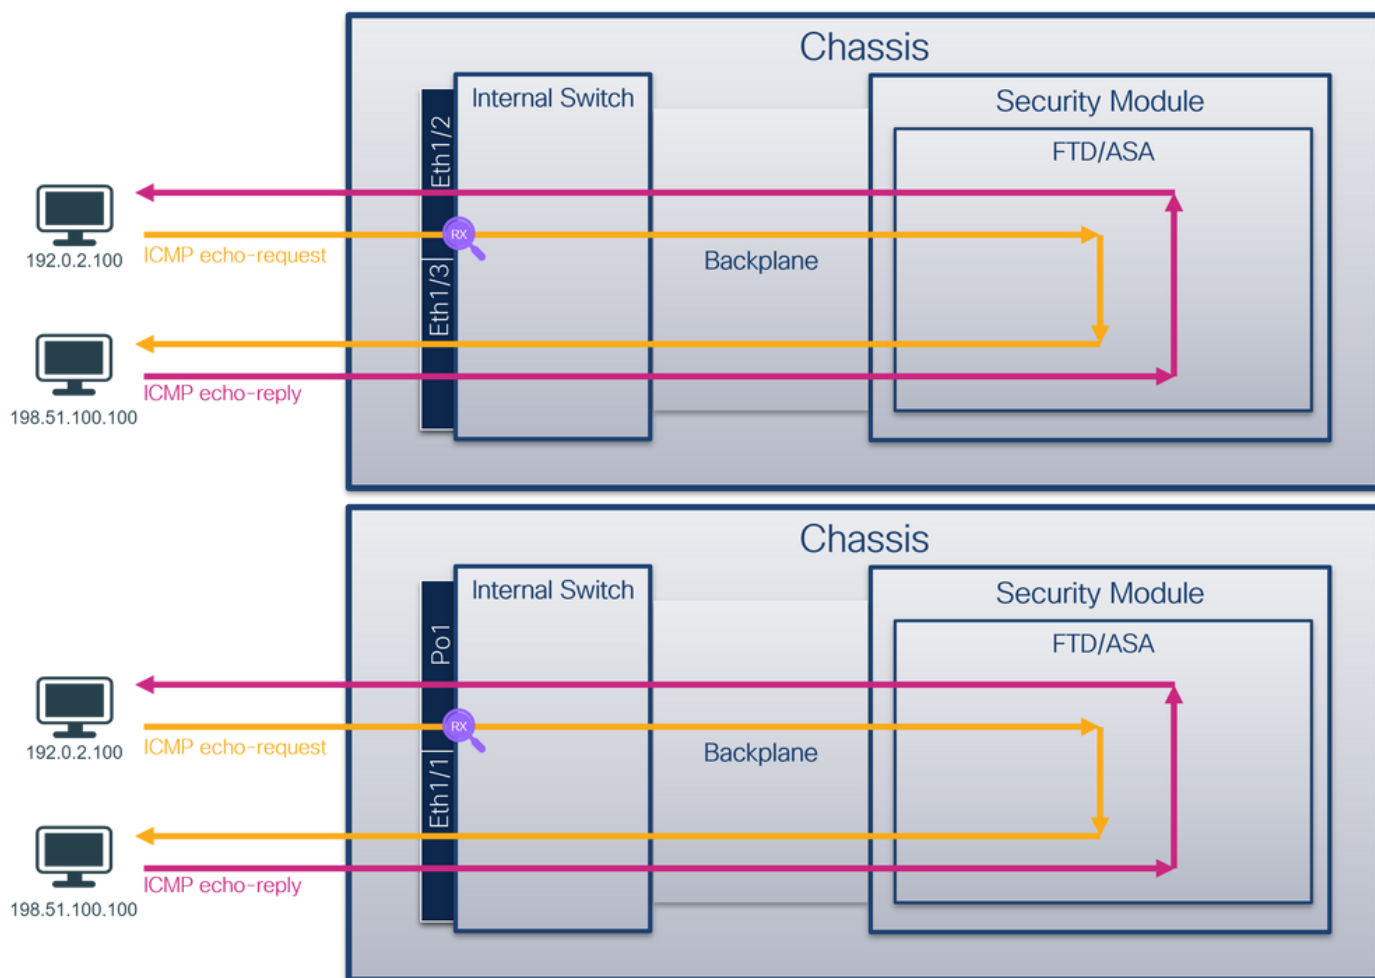 Chassis
Internal Switch
Security Module
FTD/ASA
Eth1/2
RX
192.0.2.100
ICMP echo-request
Backplane
Eth1/3
198.51.100.100
ICMP echo-reply
Chassis
Internal Switch
Security Module
FTD/ASA
Po1
RX
192.0.2.100
ICMP echo-request
Backplane
Eth1/1
198.51.100.100
ICMP echo-reply